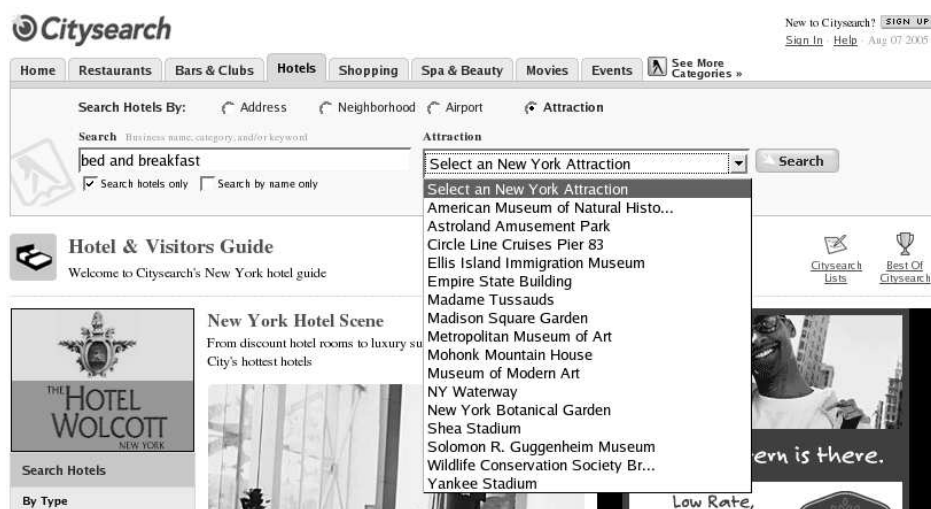 Citysearch
New to Citysearch? SIGN UP
Sign In Help Aug 07 2005
Home Restaurants Bars & Clubs Hotels Shopping Spa & Beauty Movies Events See More Categories »
Search Hotels By: Address Neighborhood Airport Attraction
Search Business name, category, and/or keyword Attraction
bed and breakfast Select an New York Attraction Search
Search hotels only Search by name only
Select an New York Attraction
American Museum of Natural Histo...
Astroland Amusement Park
Circle Line Cruises Pier 83
Ellis Island Immigration Museum
Empire State Building
Madame Tussauds
Madison Square Garden
Metropolitan Museum of Art
Mohonk Mountain House
Museum of Modern Art
NY Waterway
New York Botanical Garden
Shea Stadium
Solomon R. Guggenheim Museum
Wildlife Conservation Society Br...
Yankee Stadium
Hotel & Visitors Guide
Welcome to Citysearch's New York hotel guide
Citysearch
Lists
Best Of
Citysearch
THE HOTEL
WOLCOTT
NEW YORK
New York Hotel Scene
From discount hotel rooms to luxury su
City's hottest hotels
Search Hotels
By Type
ern is there.
Low Rate,